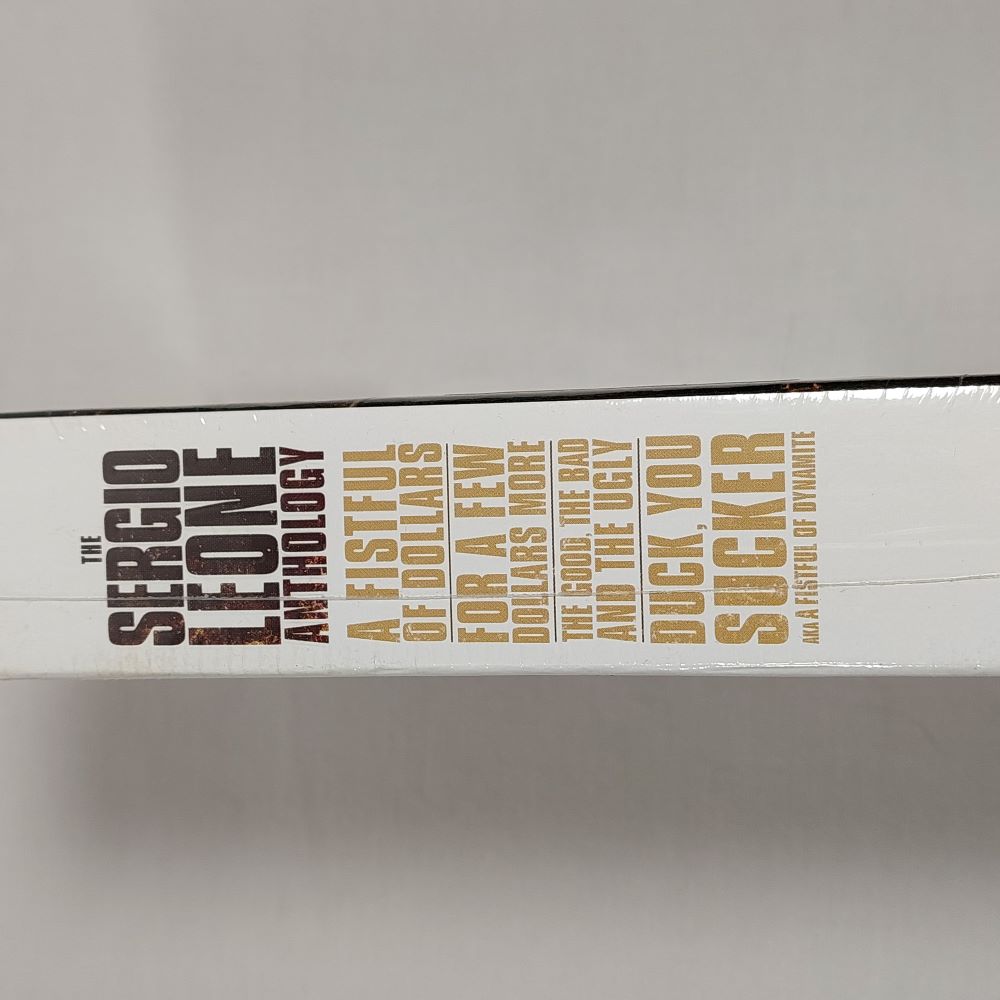 THE
SERGIO
LEONE
ANTHOLOGY
A FISTFUL
OF DOLLARS
FOR A FEW
DOLLARS MORE
THE GOOD, THE BAD
AND THE UGLY
DUCK, YOU
SUCKER
AKA A FISTFUL OF DYNAMITE